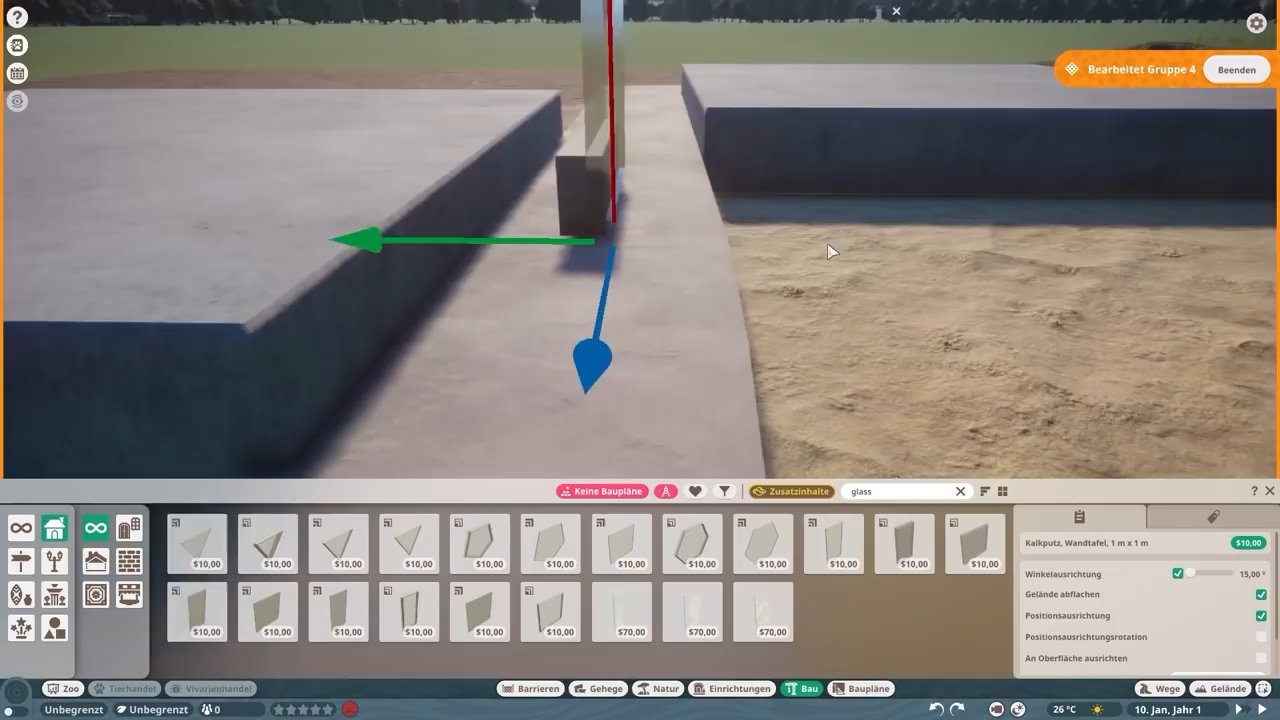 ?
Bearbeitet Gruppe 4
Beenden
Keine Baupläne
Zusatzinhalte
glass
?
$10,00 $10,00 $10,00 $10,00 $10,00 $10,00 $10,00 $10,00 $10,00 $10,00 $10,00 $10,00
$10,00 $10,00 $10,00 $10,00 $10,00 $10,00 $70,00 $70,00 $70,00
Kalkputz, Wandtafel, 1 m x 1 m $10,00
Winkelausrichtung 15,00°
Gelände abflachen
Positionsausrichtung
Positionsausrichtungsrotation
An Oberfläche ausrichten
Zoo Tierhandel Vivarienhandel Barrieren Gehege Natur Einrichtungen Bau Baupläne Wege Gelände
Unbegrenzt Unbegrenzt 0 26 °C 10. Jan, Jahr 1